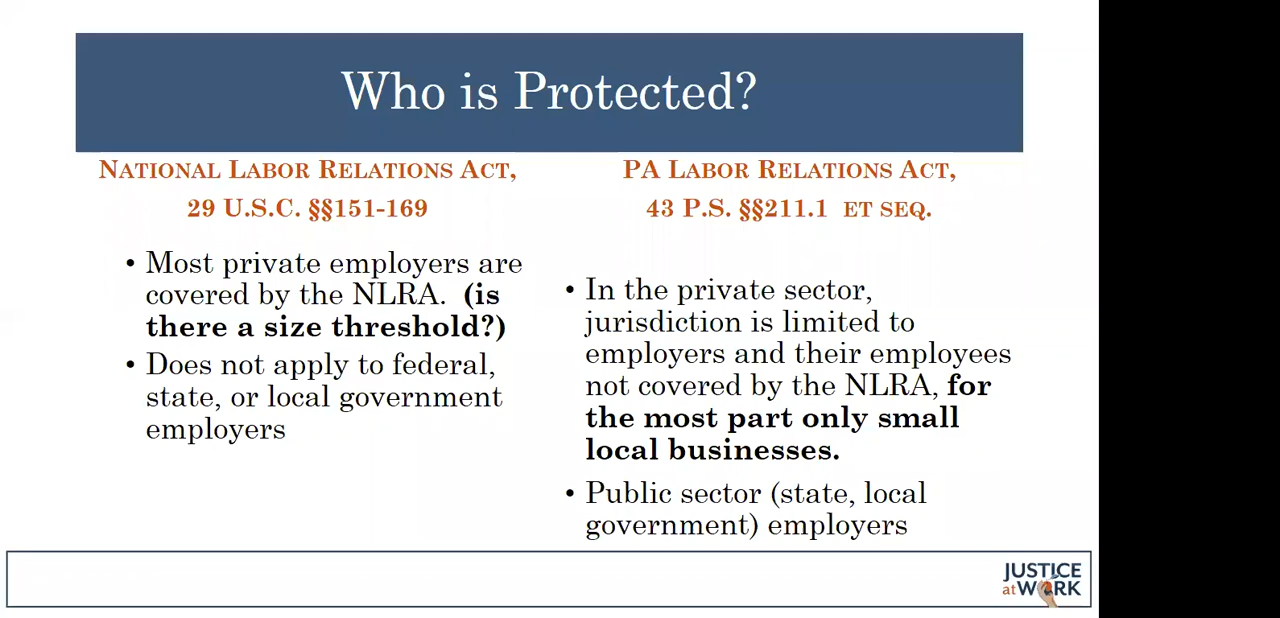 Who is Protected?
NATIONAL LABOR RELATIONS ACT,
29 U.S.C. §§151-169
• Most private employers are
covered by the NLRA. (is
there a size threshold?)
• Does not apply to federal,
state, or local government
employers
PA LABOR RELATIONS ACT,
43 P.S. §§211.1 ET SEQ.
• In the private sector,
jurisdiction is limited to
employers and their employees
not covered by the NLRA, for
the most part only small
local businesses.
• Public sector (state, local
government) employers
JUSTICE
at WORK